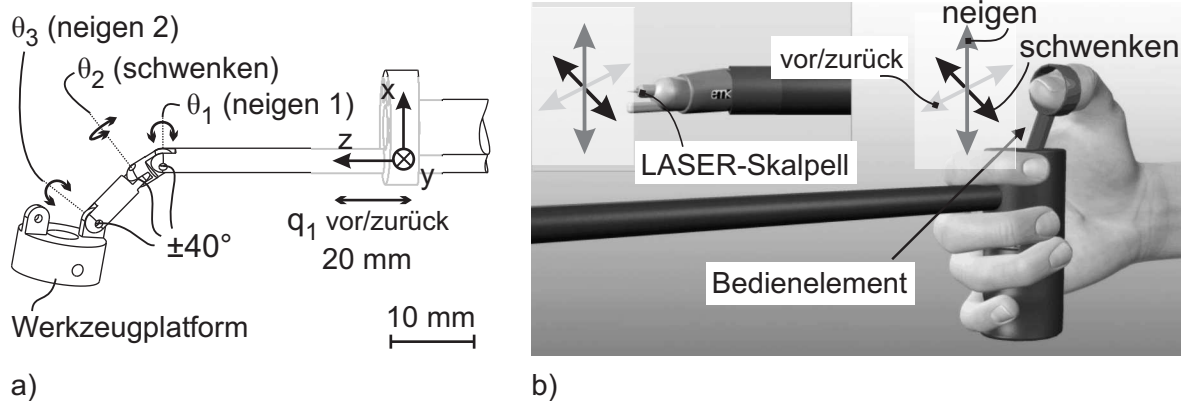 θ3 (neigen 2)
θ2 (schwenken)
θ1 (neigen 1)
x
z
y
q1 vor/zurück
20 mm
±40°
Werkzeugplatform
10 mm
a)
neigen
schwenken
vor/zurück
ETK
LASER-Skalpell
Bedienelement
b)